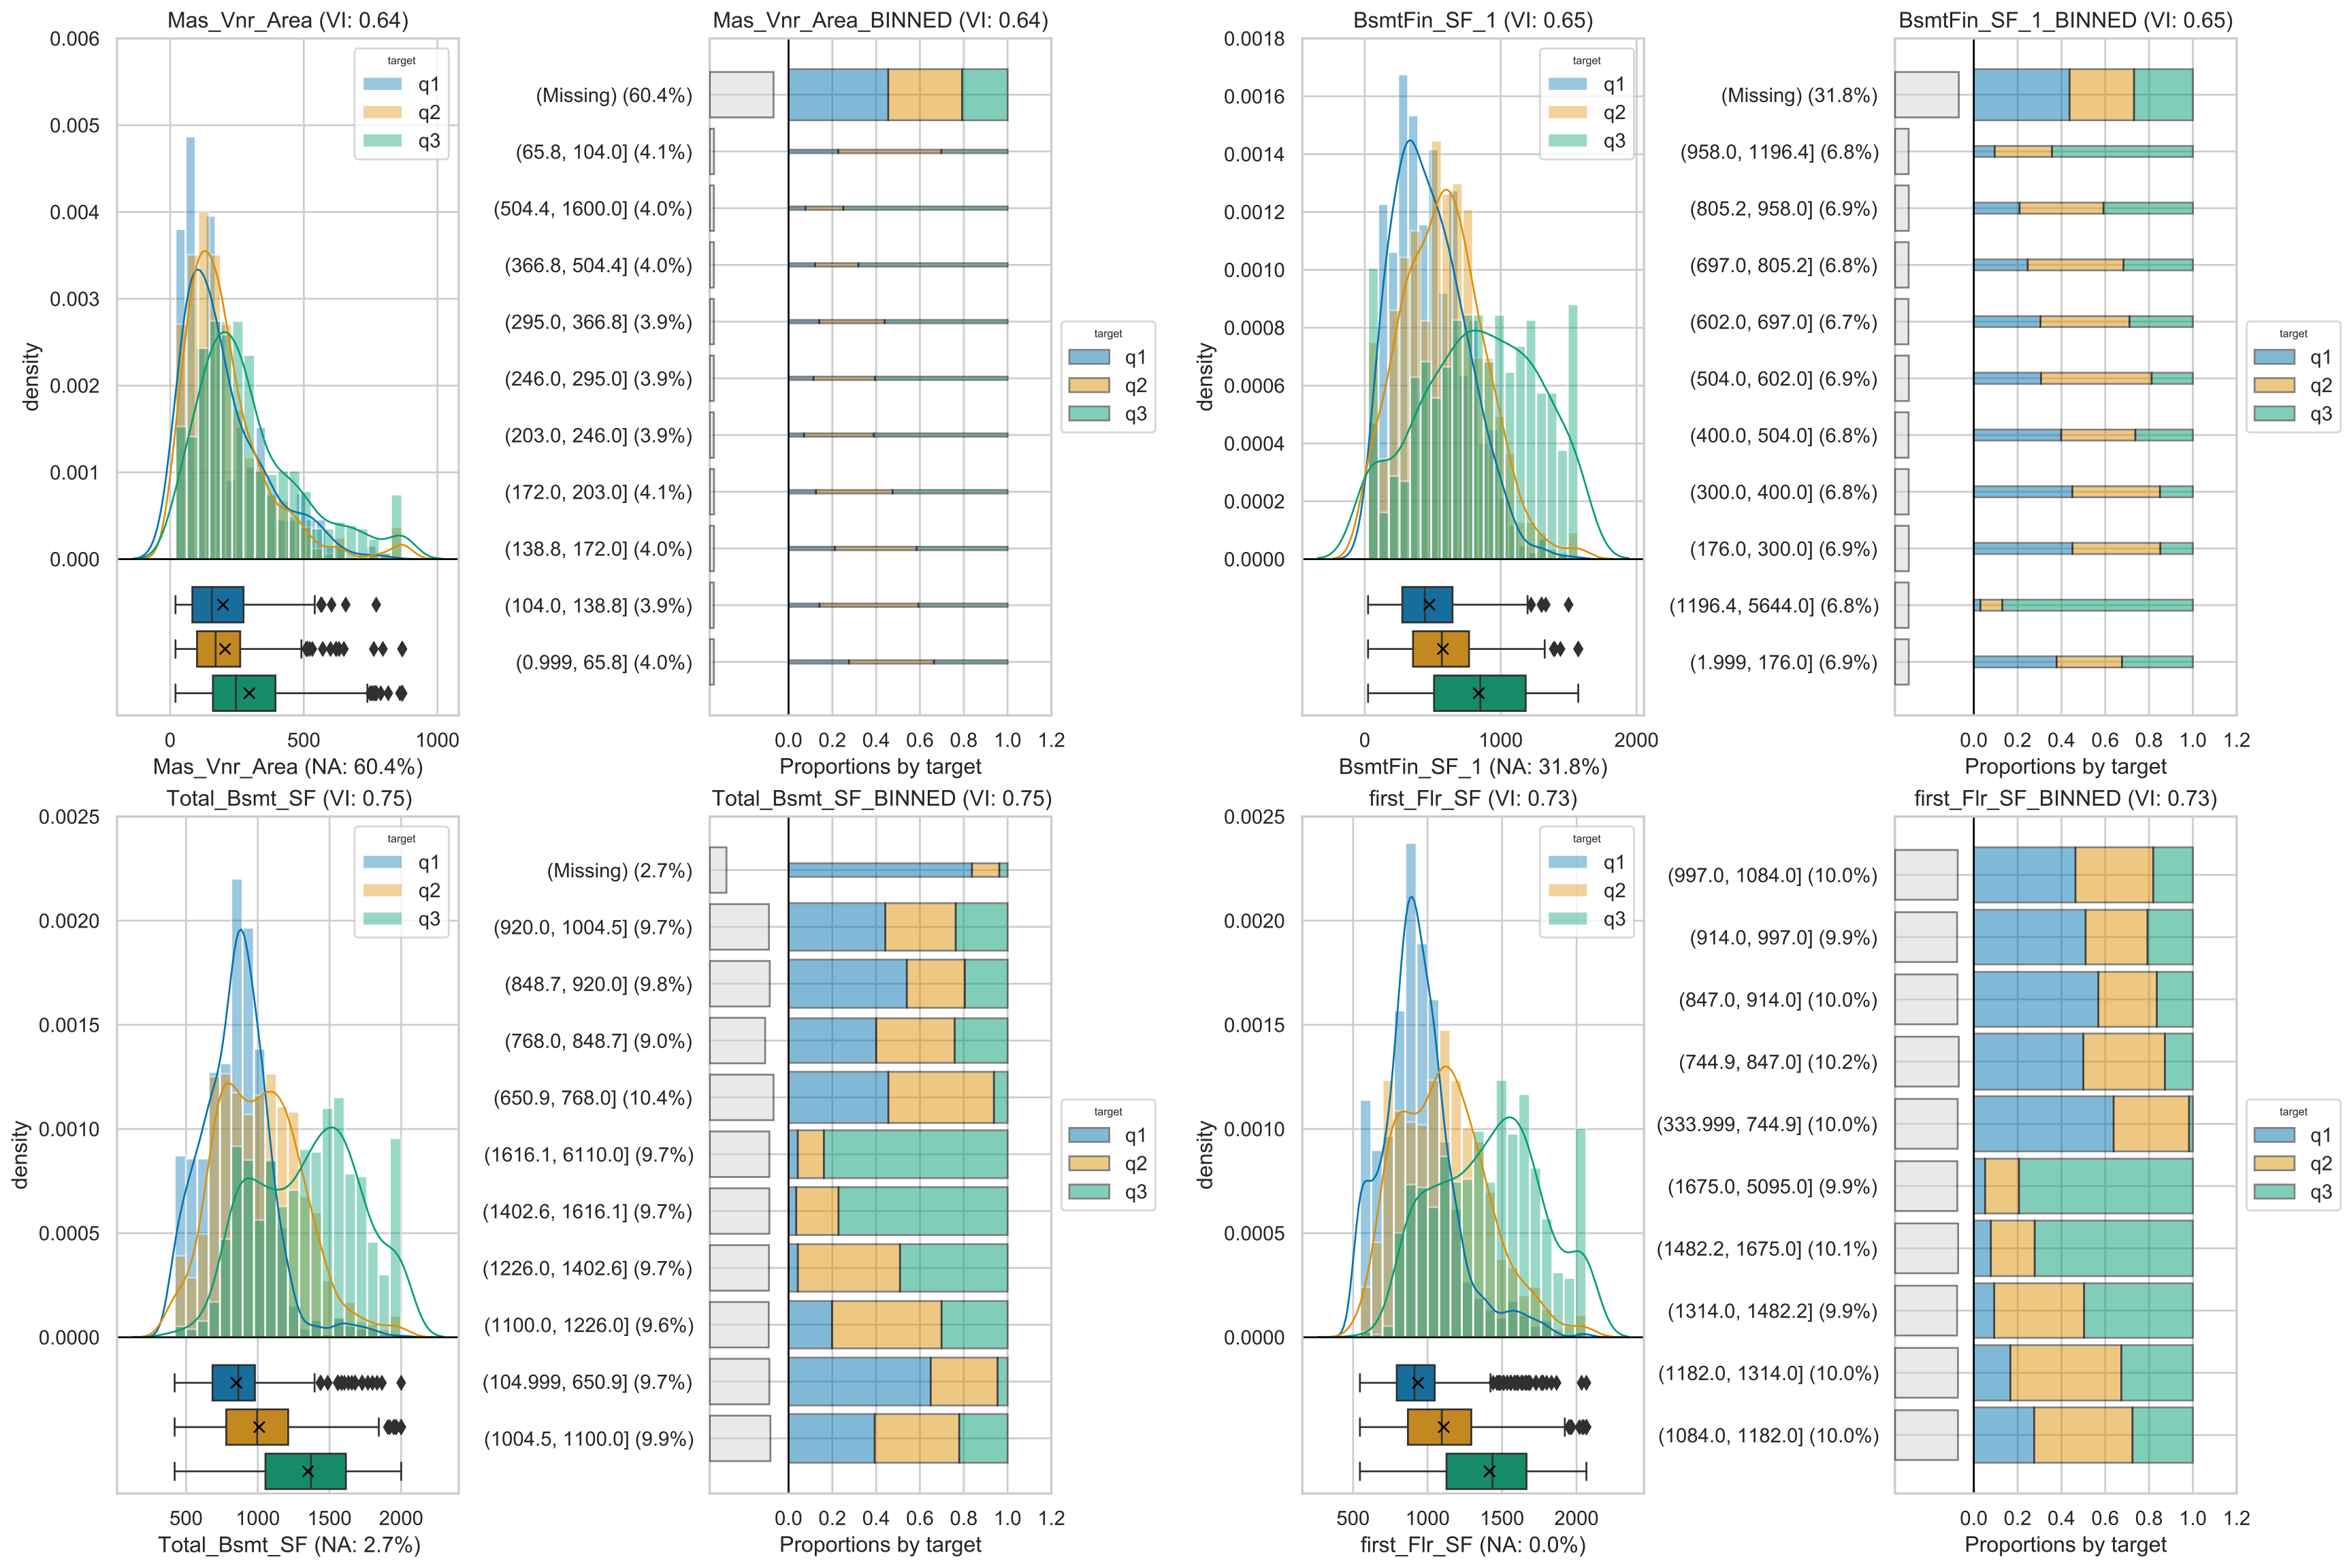 Mas_Vnr_Area (VI: 0.64)
0.006
0.005
0.004
0.003
0.002
0.001
0.000
density
target
q1
q2
q3
0
500
1000
Mas_Vnr_Area (NA: 60.4%)
Mas_Vnr_Area_BINNED (VI: 0.64)
(Missing) (60.4%)
(65.8, 104.0] (4.1%)
(504.4, 1600.0] (4.0%)
(366.8, 504.4] (4.0%)
(295.0, 366.8] (3.9%)
(246.0, 295.0] (3.9%)
(203.0, 246.0] (3.9%)
(172.0, 203.0] (4.1%)
(138.8, 172.0] (4.0%)
(104.0, 138.8] (3.9%)
(0.999, 65.8] (4.0%)
0.0 0.2 0.4 0.6 0.8 1.0 1.2
Proportions by target
target
q1
q2
q3
BsmtFin_SF_1 (VI: 0.65)
0.0018
0.0016
0.0014
0.0012
0.0010
0.0008
0.0006
0.0004
0.0002
0.0000
density
target
q1
q2
q3
0
1000
2000
BsmtFin_SF_1 (NA: 31.8%)
BsmtFin_SF_1_BINNED (VI: 0.65)
(Missing) (31.8%)
(958.0, 1196.4] (6.8%)
(805.2, 958.0] (6.9%)
(697.0, 805.2] (6.8%)
(602.0, 697.0] (6.7%)
(504.0, 602.0] (6.9%)
(400.0, 504.0] (6.8%)
(300.0, 400.0] (6.8%)
(176.0, 300.0] (6.9%)
(1196.4, 5644.0] (6.8%)
(1.999, 176.0] (6.9%)
0.0 0.2 0.4 0.6 0.8 1.0 1.2
Proportions by target
target
q1
q2
q3
Total_Bsmt_SF (VI: 0.75)
0.0025
0.0020
0.0015
0.0010
0.0005
0.0000
density
target
q1
q2
q3
500 1000 1500 2000
Total_Bsmt_SF (NA: 2.7%)
Total_Bsmt_SF_BINNED (VI: 0.75)
(Missing) (2.7%)
(920.0, 1004.5] (9.7%)
(848.7, 920.0] (9.8%)
(768.0, 848.7] (9.0%)
(650.9, 768.0] (10.4%)
(1616.1, 6110.0] (9.7%)
(1402.6, 1616.1] (9.7%)
(1226.0, 1402.6] (9.7%)
(1100.0, 1226.0] (9.6%)
(104.999, 650.9] (9.7%)
(1004.5, 1100.0] (9.9%)
0.0 0.2 0.4 0.6 0.8 1.0 1.2
Proportions by target
target
q1
q2
q3
first_Flr_SF (VI: 0.73)
0.0025
0.0020
0.0015
0.0010
0.0005
0.0000
density
target
q1
q2
q3
500 1000 1500 2000
first_Flr_SF (NA: 0.0%)
first_Flr_SF_BINNED (VI: 0.73)
(997.0, 1084.0] (10.0%)
(914.0, 997.0] (9.9%)
(847.0, 914.0] (10.0%)
(744.9, 847.0] (10.2%)
(333.999, 744.9] (10.0%)
(1675.0, 5095.0] (9.9%)
(1482.2, 1675.0] (10.1%)
(1314.0, 1482.2] (9.9%)
(1182.0, 1314.0] (10.0%)
(1084.0, 1182.0] (10.0%)
0.0 0.2 0.4 0.6 0.8 1.0 1.2
Proportions by target
target
q1
q2
q3